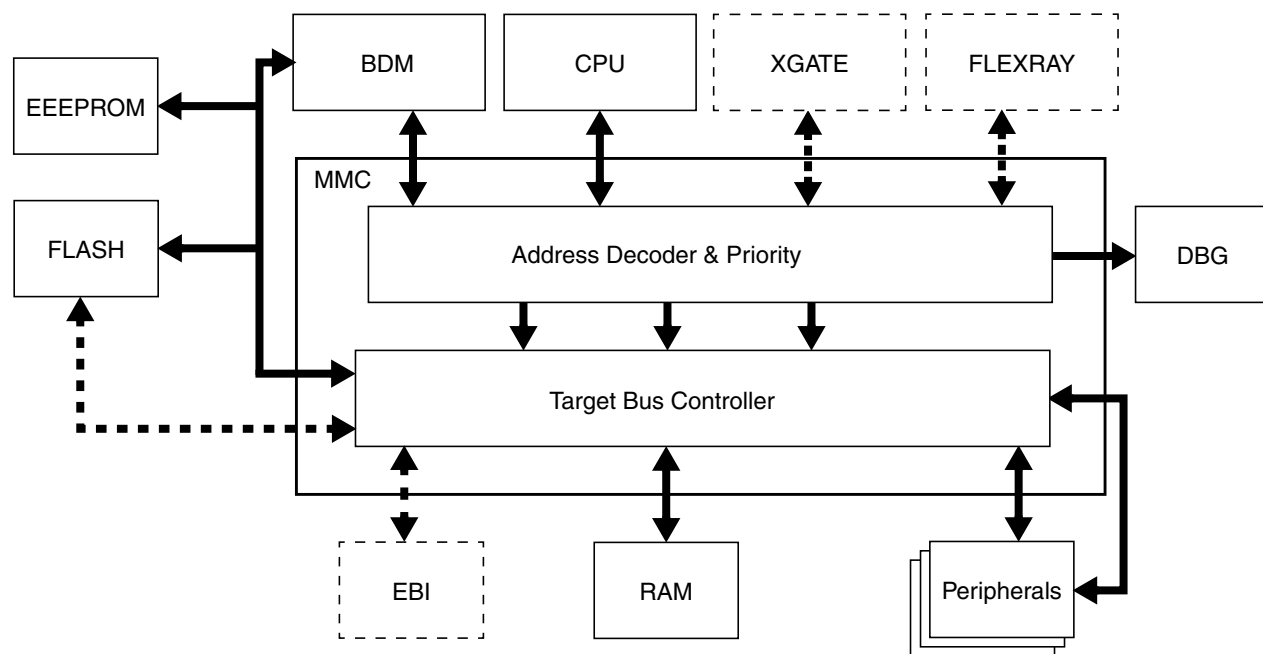 BDM
CPU
XGATE
FLEXRAY
EEEPROM
MMC
FLASH
Address Decoder & Priority
DBG
Target Bus Controller
EBI
RAM
Peripherals